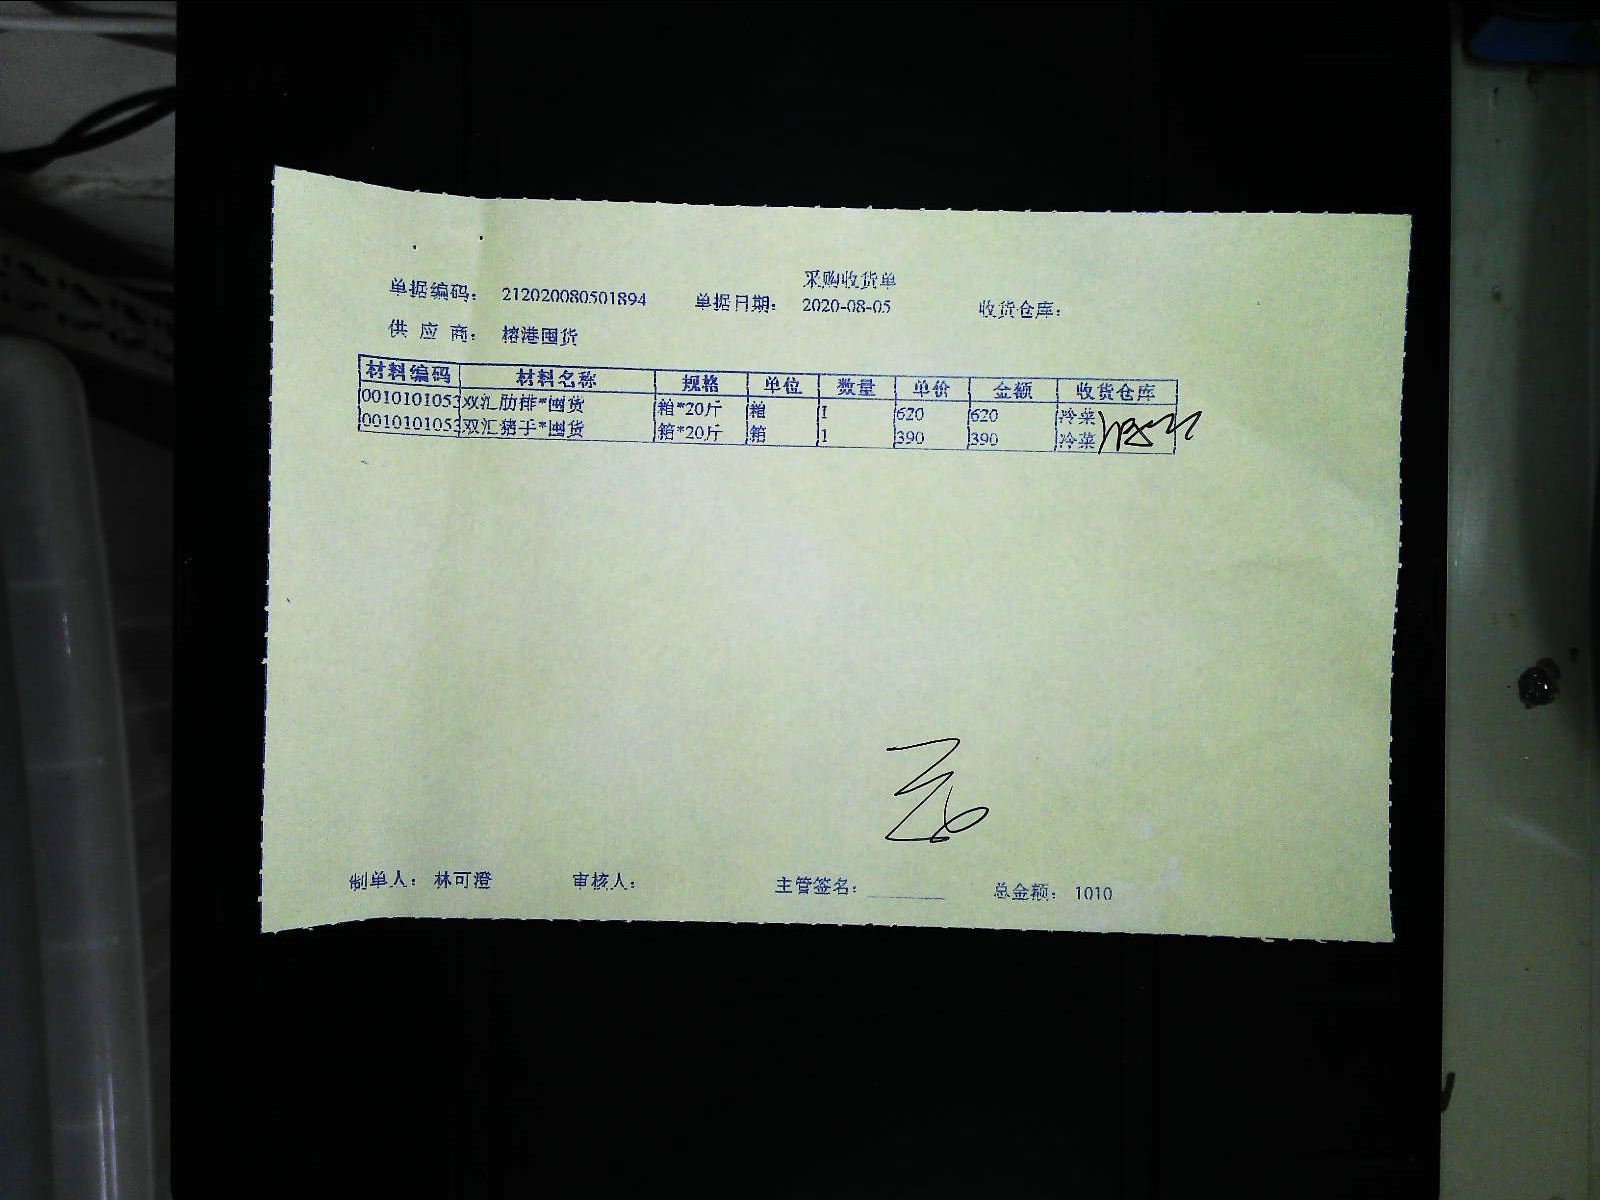 采购收货单
单据编码： 212020080501894 单据日期： 2020-08-05 收货仓库：
供 应 商： 榕港囤货
材料编码 材料名称 规格 单位 数量 单价 金额 收货仓库
0010101053 双汇肋排*囤货 箱*20斤 箱 1 620 620 冷菜
0010101053 双汇猪手*囤货 箱*20斤 箱 1 390 390 冷菜
制单人： 林可澄 审核人： 主管签名： 总金额： 1010